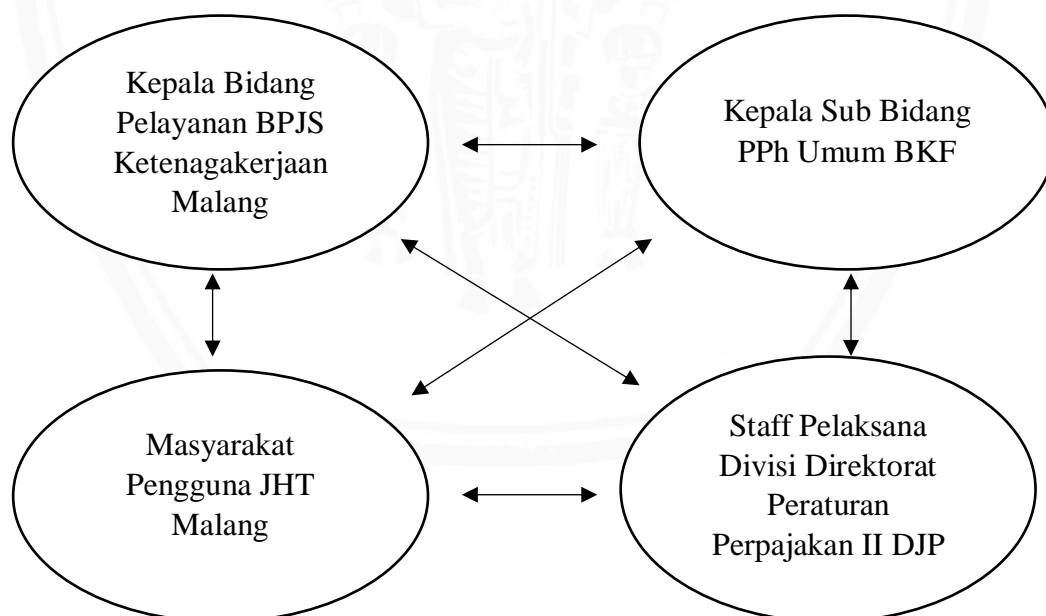 Kepala Bidang
Pelayanan BPJS
Ketenagakerjaan
Malang
Kepala Sub Bidang
PPh Umum BKF
Masyarakat
Pengguna JHT
Malang
Staff Pelaksana
Divisi Direktorat
Peraturan
Perpajakan II DJP